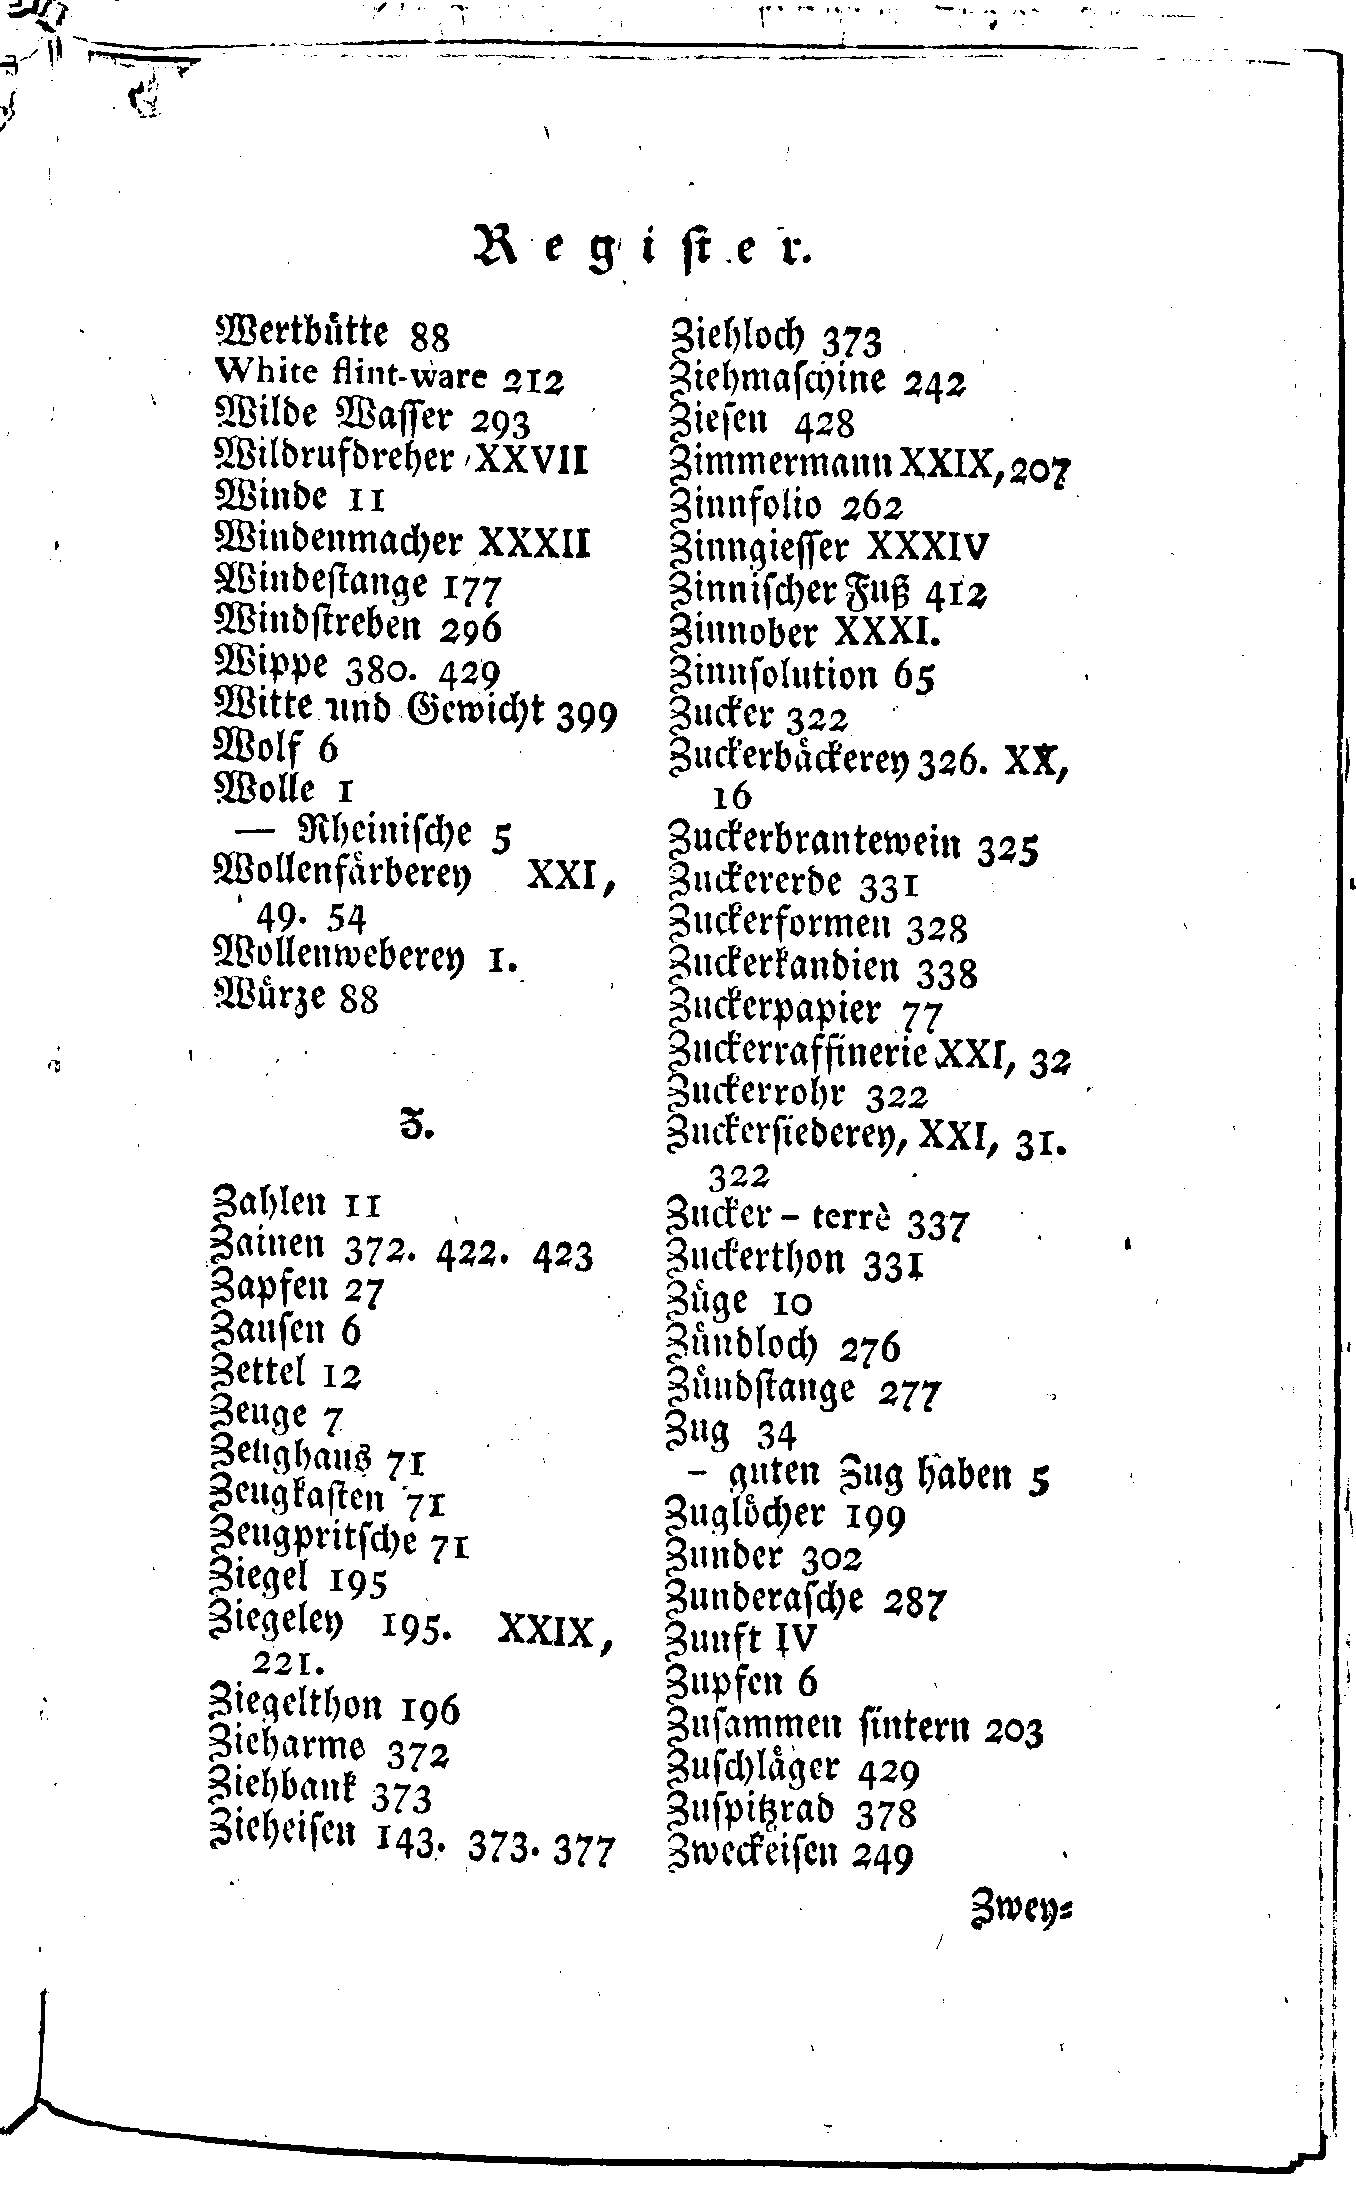 Register.
Wertbütte 88
White flint-ware 212
Wilde Wasser 293
Wildrufdreher XXVII
Winde 11
Windenmacher XXXII
Windestange 177
Windstreben 296
Wippe 380. 429
Witte und Gewicht 399
Wolf 6
Wolle 1
— Rheinische 5
Wollenfärberey XXI,
49. 54
Wollenweberey 1.
Würze 88
Z.
Zahlen 11
Zainen 372. 422. 423
Zapfen 27
Zausen 6
Zettel 12
Zeuge 7
Zeughaus 71
Zeugkasten 71
Zeugpritsche 71
Ziegel 195
Ziegeley 195. XXIX,
221.
Ziegelthon 196
Zieharme 372
Ziehbank 373
Zieheisen 143. 373. 377
Ziehloch 373
Ziehmaschine 242
Ziesen 428
Zimmermann XXIX, 207
Zinnfolio 262
Zinngiesser XXXIV
Zinnischer Fuß 412
Zinnober XXXI.
Zinnsolution 65
Zucker 322
Zuckerbäckerey 326. XX,
16
Zuckerbrantewein 325
Zuckererde 331
Zuckerformen 328
Zuckerkandien 338
Zuckerpapier 77
Zuckerraffinerie XXI, 32
Zuckerrohr 322
Zuckersiederey, XXI, 31.
322
Zucker - terrè 337
Zuckerthon 331
Züge 10
Zündloch 276
Zündstange 277
Zug 34
- guten Zug haben 5
Zuglöcher 199
Zunder 302
Zunderasche 287
Zunft IV
Zupfen 6
Zusammen sintern 203
Zuschläger 429
Zuspitzrad 378
Zweckeisen 249
Zwey=